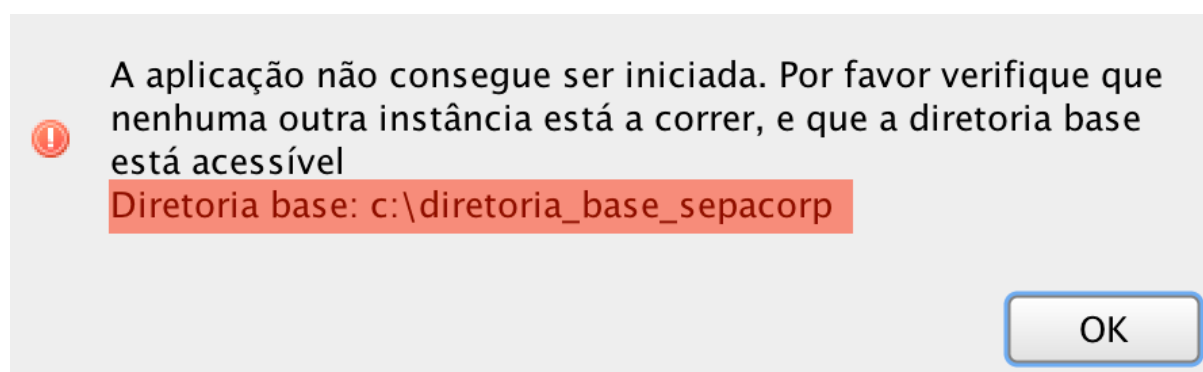 A aplicação não consegue ser iniciada. Por favor verifique que
nenhuma outra instância está a correr, e que a diretoria base
está acessível
Diretoria base: c:\diretoria_base_sepacorp
OK